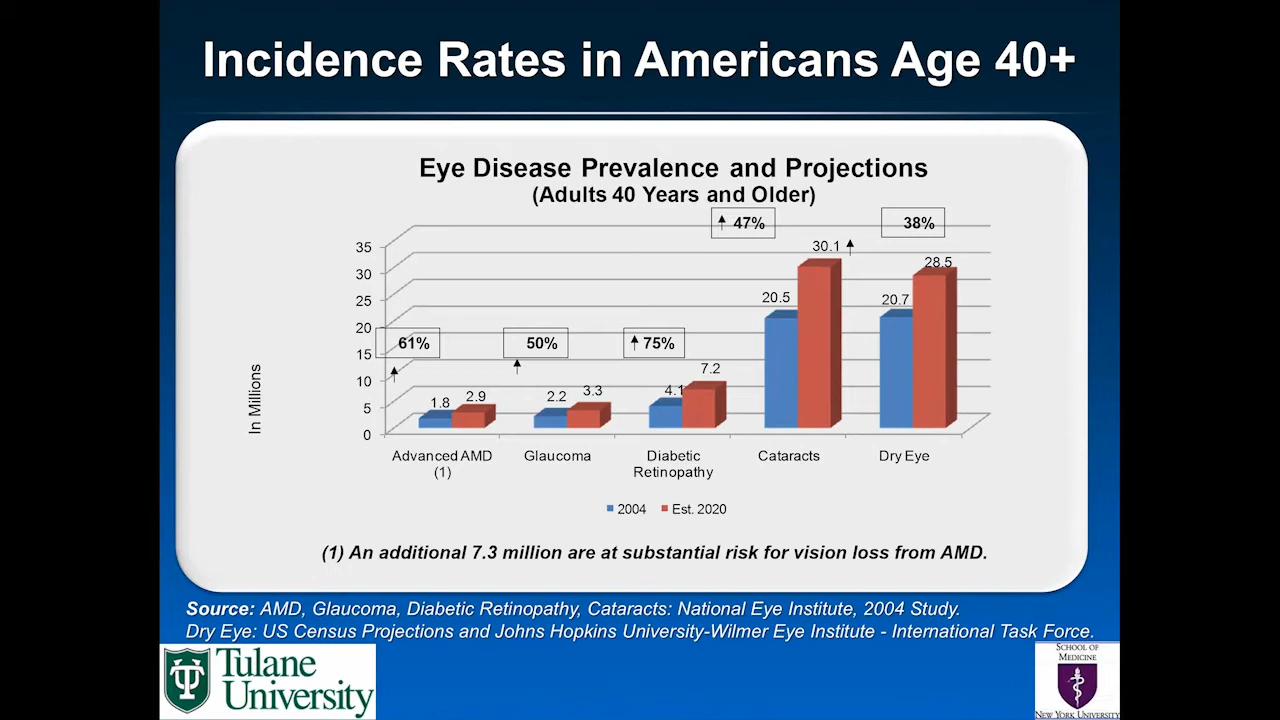 Incidence Rates in Americans Age 40+
Eye Disease Prevalence and Projections
(Adults 40 Years and Older)
47%
38%
35
30
25
20
15
10
5
0
In Millions
61%
50%
75%
1.8
2.9
2.2
3.3
4.1
7.2
20.5
30.1
20.7
28.5
Advanced AMD
(1)
Glaucoma
Diabetic
Retinopathy
Cataracts
Dry Eye
2004
Est. 2020
(1) An additional 7.3 million are at substantial risk for vision loss from AMD.
Source: AMD, Glaucoma, Diabetic Retinopathy, Cataracts: National Eye Institute, 2004 Study.
Dry Eye: US Census Projections and Johns Hopkins University-Wilmer Eye Institute - International Task Force.
Tulane
University
SCHOOL OF
MEDICINE
NEW YORK UNIVERSITY